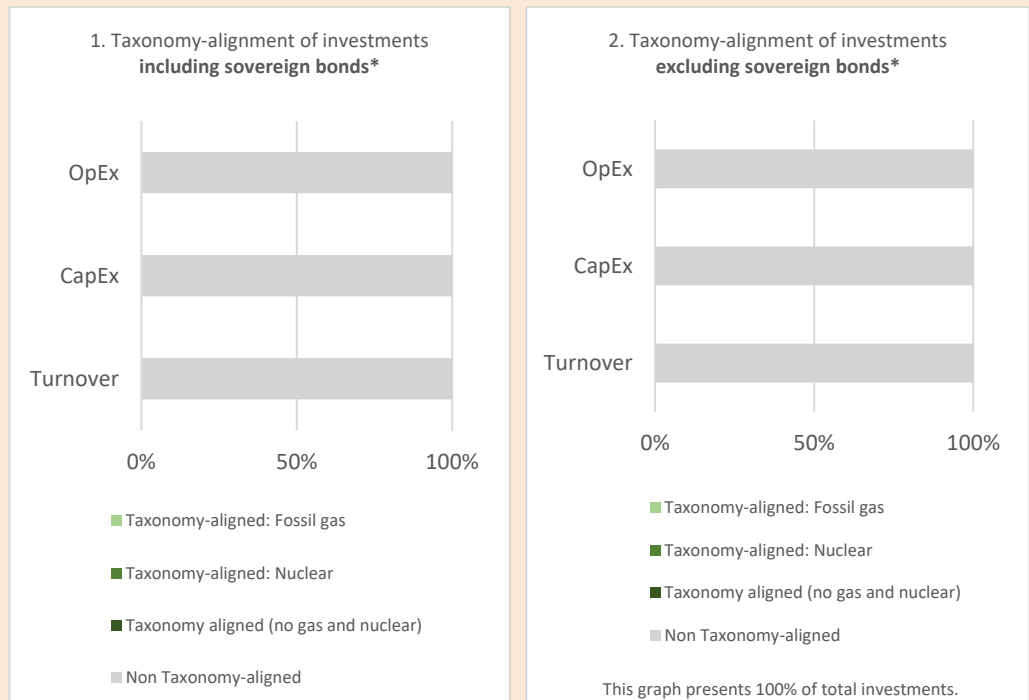 1. Taxonomy-alignment of investments
including sovereign bonds*
OpEx
CapEx
Turnover
0% 50% 100%
Taxonomy-aligned: Fossil gas
Taxonomy-aligned: Nuclear
Taxonomy aligned (no gas and nuclear)
Non Taxonomy-aligned
2. Taxonomy-alignment of investments
excluding sovereign bonds*
OpEx
CapEx
Turnover
0% 50% 100%
Taxonomy-aligned: Fossil gas
Taxonomy-aligned: Nuclear
Taxonomy aligned (no gas and nuclear)
Non Taxonomy-aligned
This graph presents 100% of total investments.